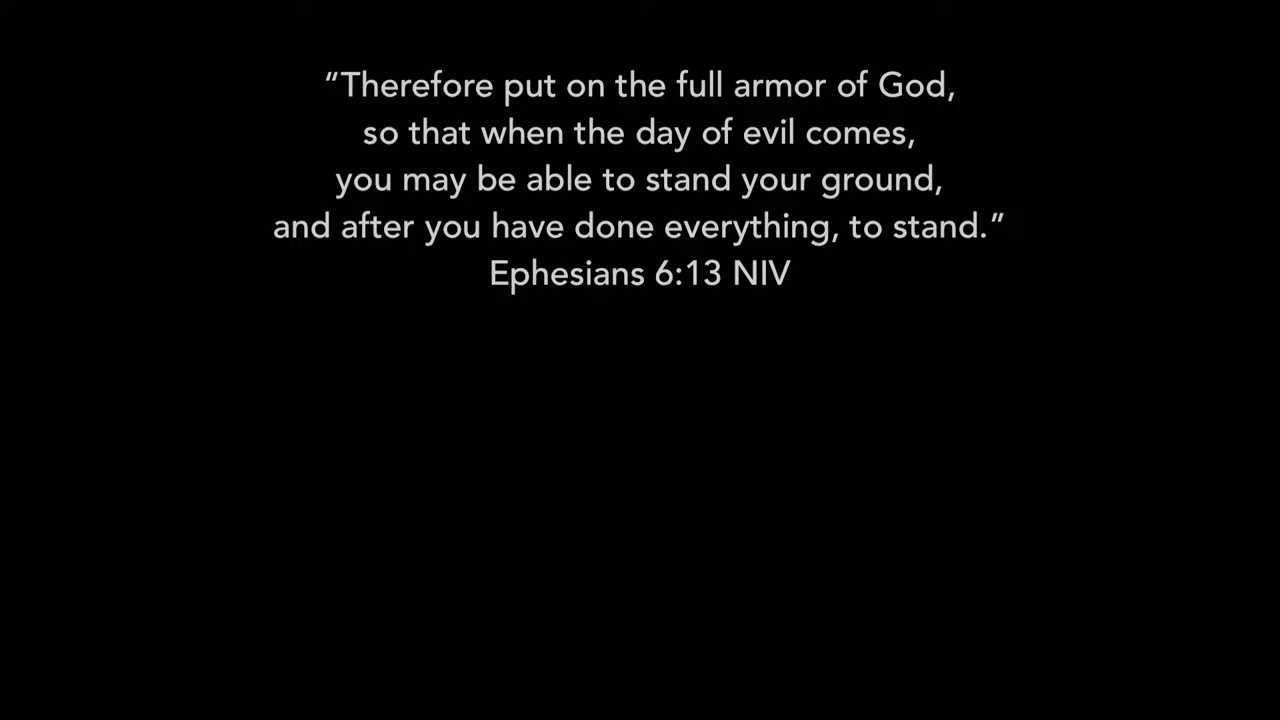 “Therefore put on the full armor of God,
so that when the day of evil comes,
you may be able to stand your ground,
and after you have done everything, to stand.”
Ephesians 6:13 NIV